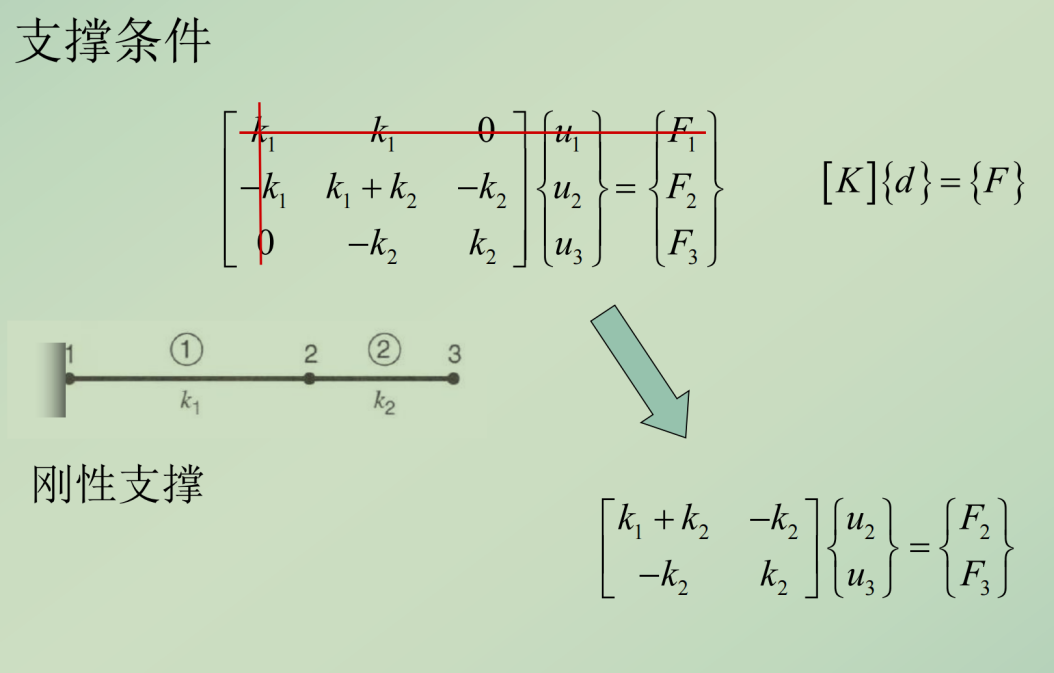 支撑条件
[ k₁ k₁ 0 ] { u₁ } = { F₁ }
[ −k₁ k₁ + k₂ −k₂ ] { u₂ } = { F₂ } [K]{d} = {F}
[ 0 −k₂ k₂ ] { u₃ } = { F₃ }
1 ① 2 ② 3
k₁ k₂
刚性支撑
[ k₁ + k₂ −k₂ ] { u₂ } = { F₂ }
[ −k₂ k₂ ] { u₃ } = { F₃ }